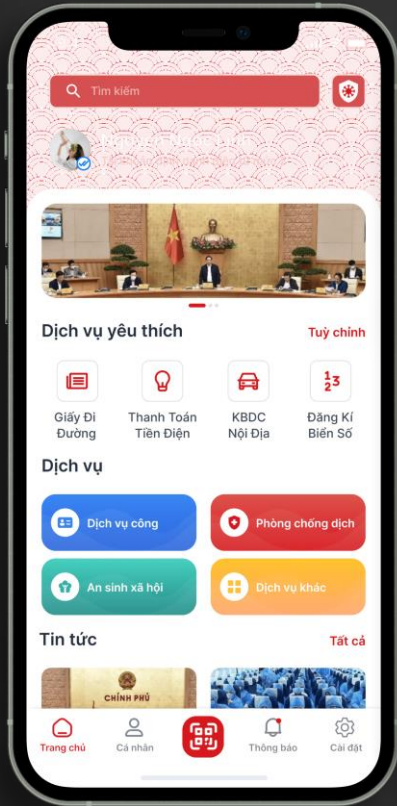 Tìm kiếm
Dịch vụ yêu thích
Tuỳ chỉnh
Giấy Đi
Đường
Thanh Toán
Tiền Điện
KBDC
Nội Địa
Đăng Kí
Biển Số
Dịch vụ
Dịch vụ công
Phòng chống dịch
An sinh xã hội
Dịch vụ khác
Tin tức
Tất cả
CHÍNH PHỦ
Trang chủ
Cá nhân
Thông báo
Cài đặt